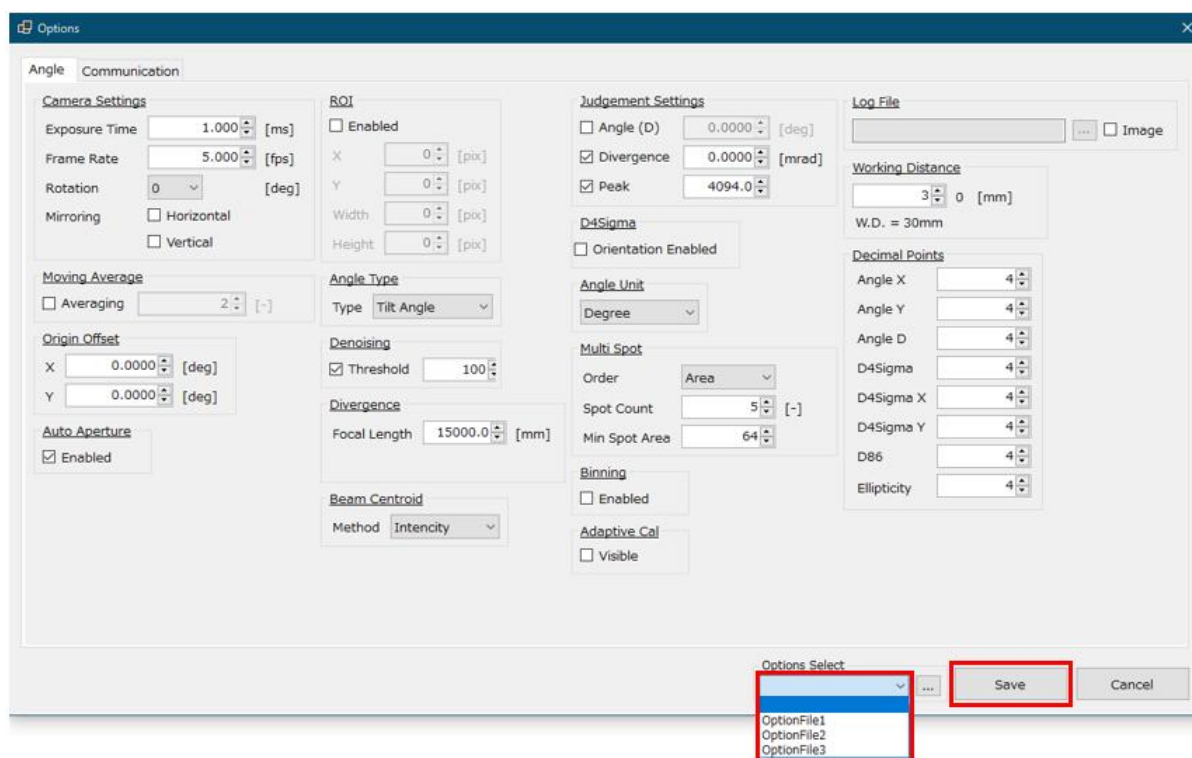 Options
Angle Communication
Camera Settings
Exposure Time 1.000 [ms]
Frame Rate 5.000 [fps]
Rotation 0 [deg]
Mirroring Horizontal
Vertical
Moving Average
Averaging 2 [-]
Origin Offset
X 0.0000 [deg]
Y 0.0000 [deg]
Auto Aperture
Enabled
ROI
Enabled
X 0 [pix]
Y 0 [pix]
Width 0 [pix]
Height 0 [pix]
Angle Type
Type Tilt Angle
Denoising
Threshold 100
Divergence
Focal Length 15000.0 [mm]
Beam Centroid
Method Intencity
Judgement Settings
Angle (D) 0.0000 [deg]
Divergence 0.0000 [mrad]
Peak 4094.0
D4Sigma
Orientation Enabled
Angle Unit
Degree
Multi Spot
Order Area
Spot Count 5 [-]
Min Spot Area 64
Binning
Enabled
Adaptive Cal
Visible
Log File
... Image
Working Distance
3 0 [mm]
W.D. = 30mm
Decimal Points
Angle X 4
Angle Y 4
Angle D 4
D4Sigma 4
D4Sigma X 4
D4Sigma Y 4
D86 4
Ellipticity 4
Options Select
... Save Cancel
OptionFile1
OptionFile2
OptionFile3